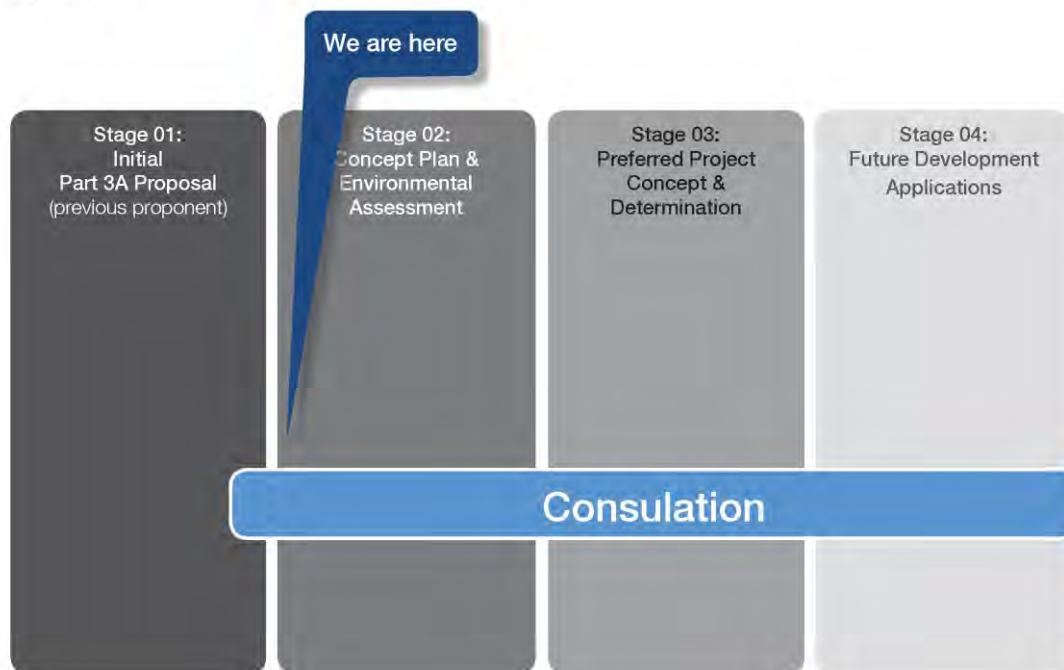 We are here
Stage 01:
Initial
Part 3A Proposal
(previous proponent)
Stage 02:
Concept Plan &
Environmental
Assessment
Stage 03:
Preferred Project
Concept &
Determination
Stage 04:
Future Development
Applications
Consulation